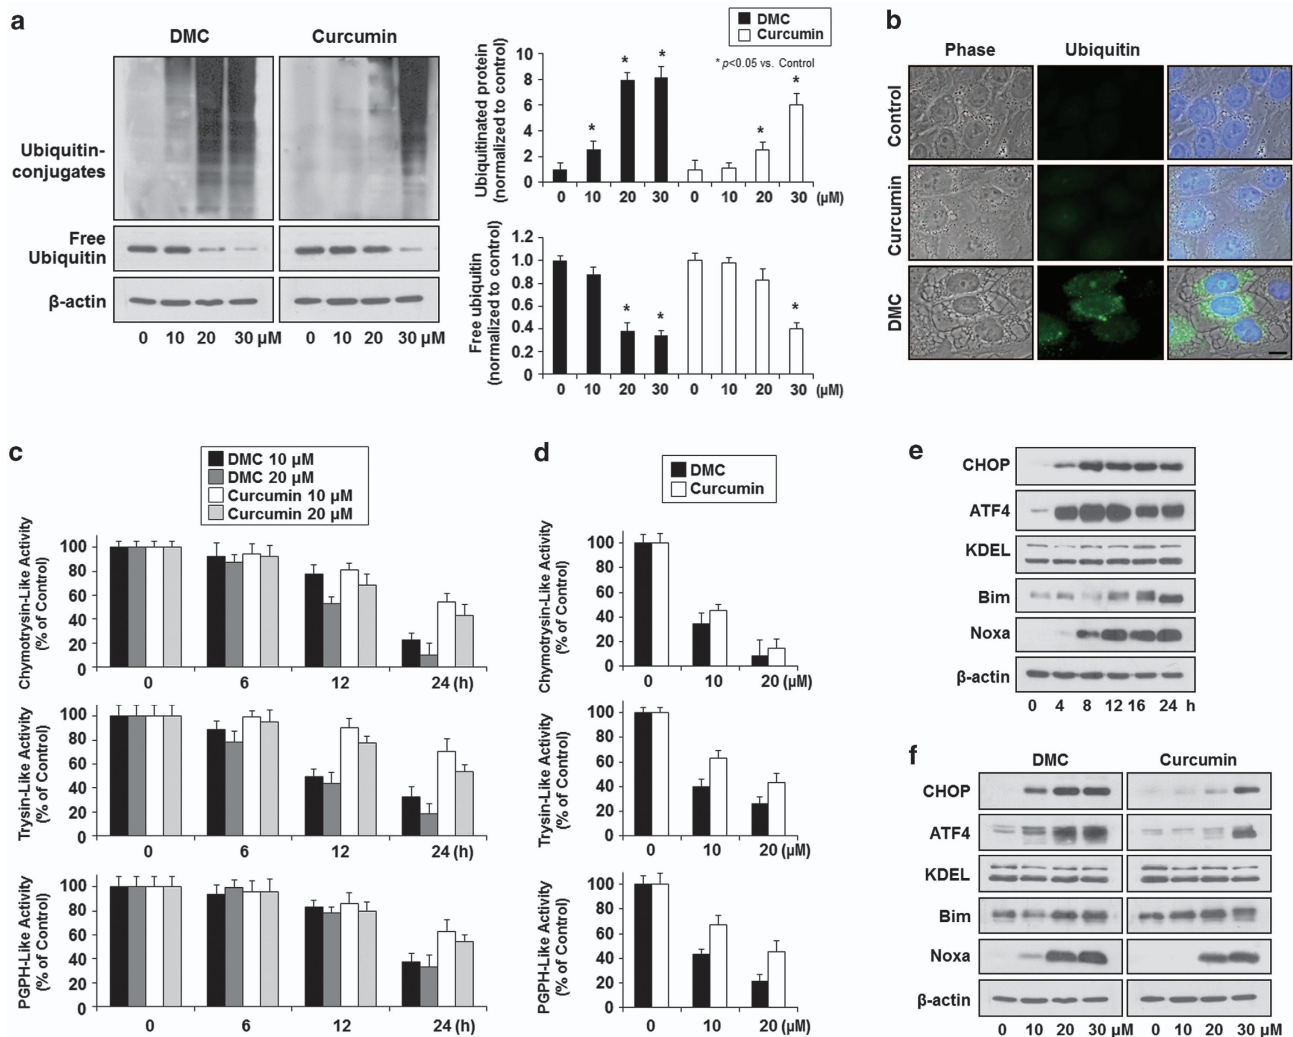 a
DMC Curcumin
Ubiquitin-
conjugates
Free
Ubiquitin
β-actin
0 10 20 30 µM 0 10 20 30 µM
DMC
Curcumin
* p<0.05 vs. Control
Ubiquitinated protein
(normalized to control)
10
8
6
4
2
0
* * * * *
0 10 20 30 0 10 20 30 (µM)
Free ubiquitin
(normalized to control)
1.2
1.0
0.8
0.6
0.4
0.2
0
* * *
0 10 20 30 0 10 20 30 (µM)
b
Phase Ubiquitin
Control
Curcumin
DMC
c
DMC 10 µM
DMC 20 µM
Curcumin 10 µM
Curcumin 20 µM
Chymotrysin-Like Activity
(% of Control)
100
80
60
40
20
0
0 6 12 24 (h)
Trysin-Like Activity
(% of Control)
100
80
60
40
20
0
0 6 12 24 (h)
PGPH-Like Activity
(% of Control)
100
80
60
40
20
0
0 6 12 24 (h)
d
DMC
Curcumin
Chymotrysin-Like Activity
(% of Control)
100
80
60
40
20
0
0 10 20 (µM)
Trysin-Like Activity
(% of Control)
100
80
60
40
20
0
0 10 20 (µM)
PGPH-Like Activity
(% of Control)
100
80
60
40
20
0
0 10 20 (µM)
e
CHOP
ATF4
KDEL
Bim
Noxa
β-actin
0 4 8 12 16 24 h
f
DMC Curcumin
CHOP
ATF4
KDEL
Bim
Noxa
β-actin
0 10 20 30 µM 0 10 20 30 µM